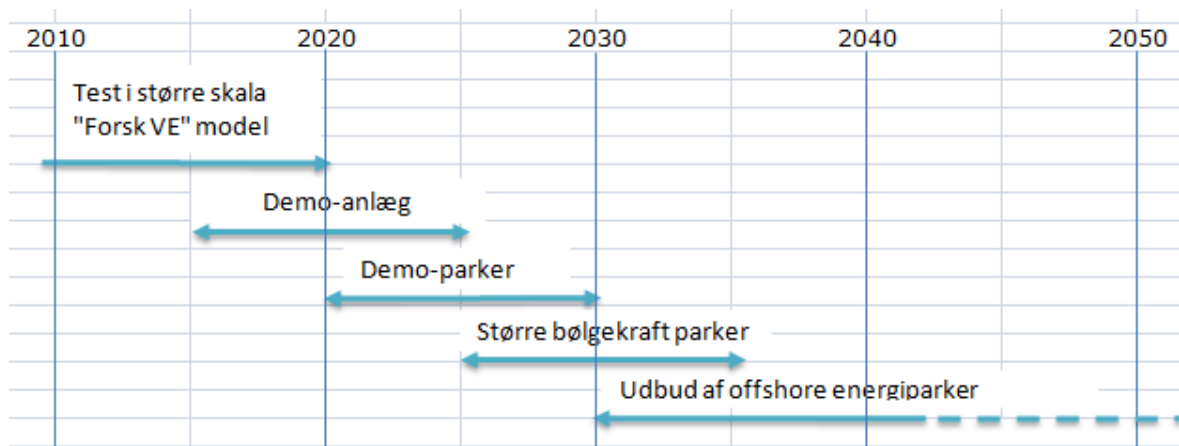 2010 2020 2030 2040 2050
Test i større skala
"Forsk VE" model
Demo-anlæg
Demo-parker
Større bølgekraft parker
Udbud af offshore energiparker